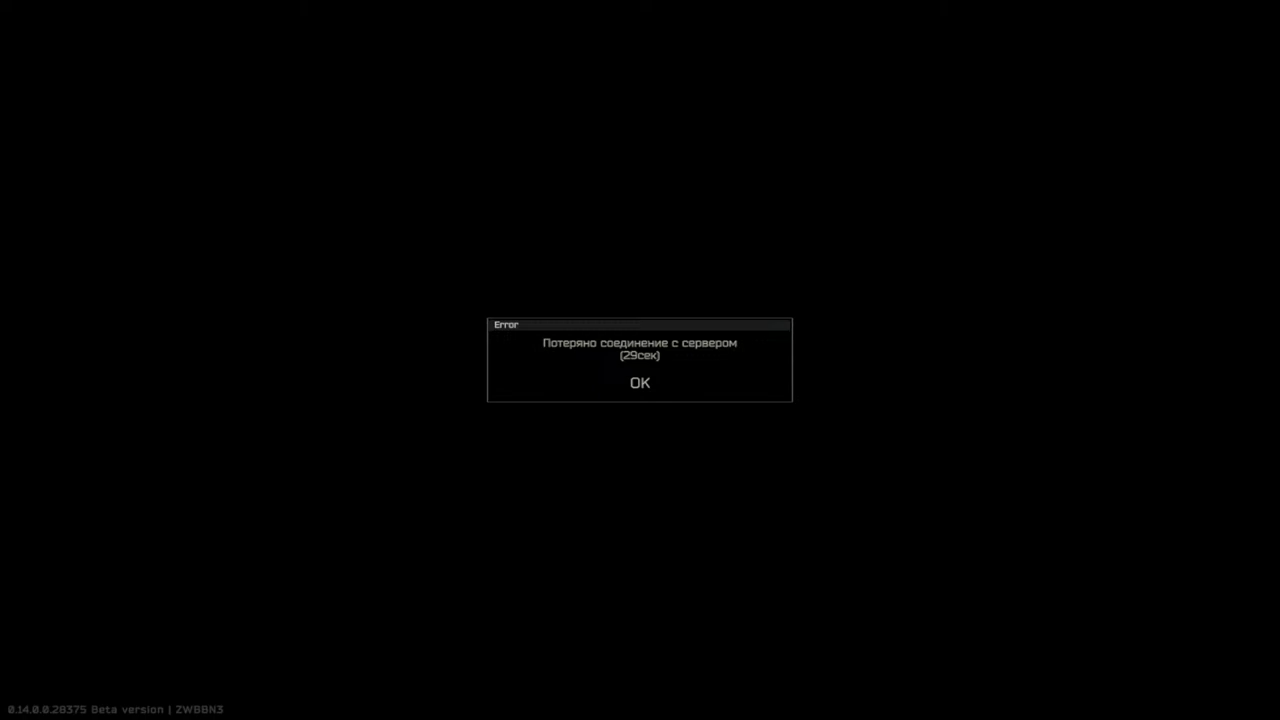 Error
Потеряно соединение с сервером
(29сек)
OK
0.14.0.0.28375 Beta version | ZWBBN3